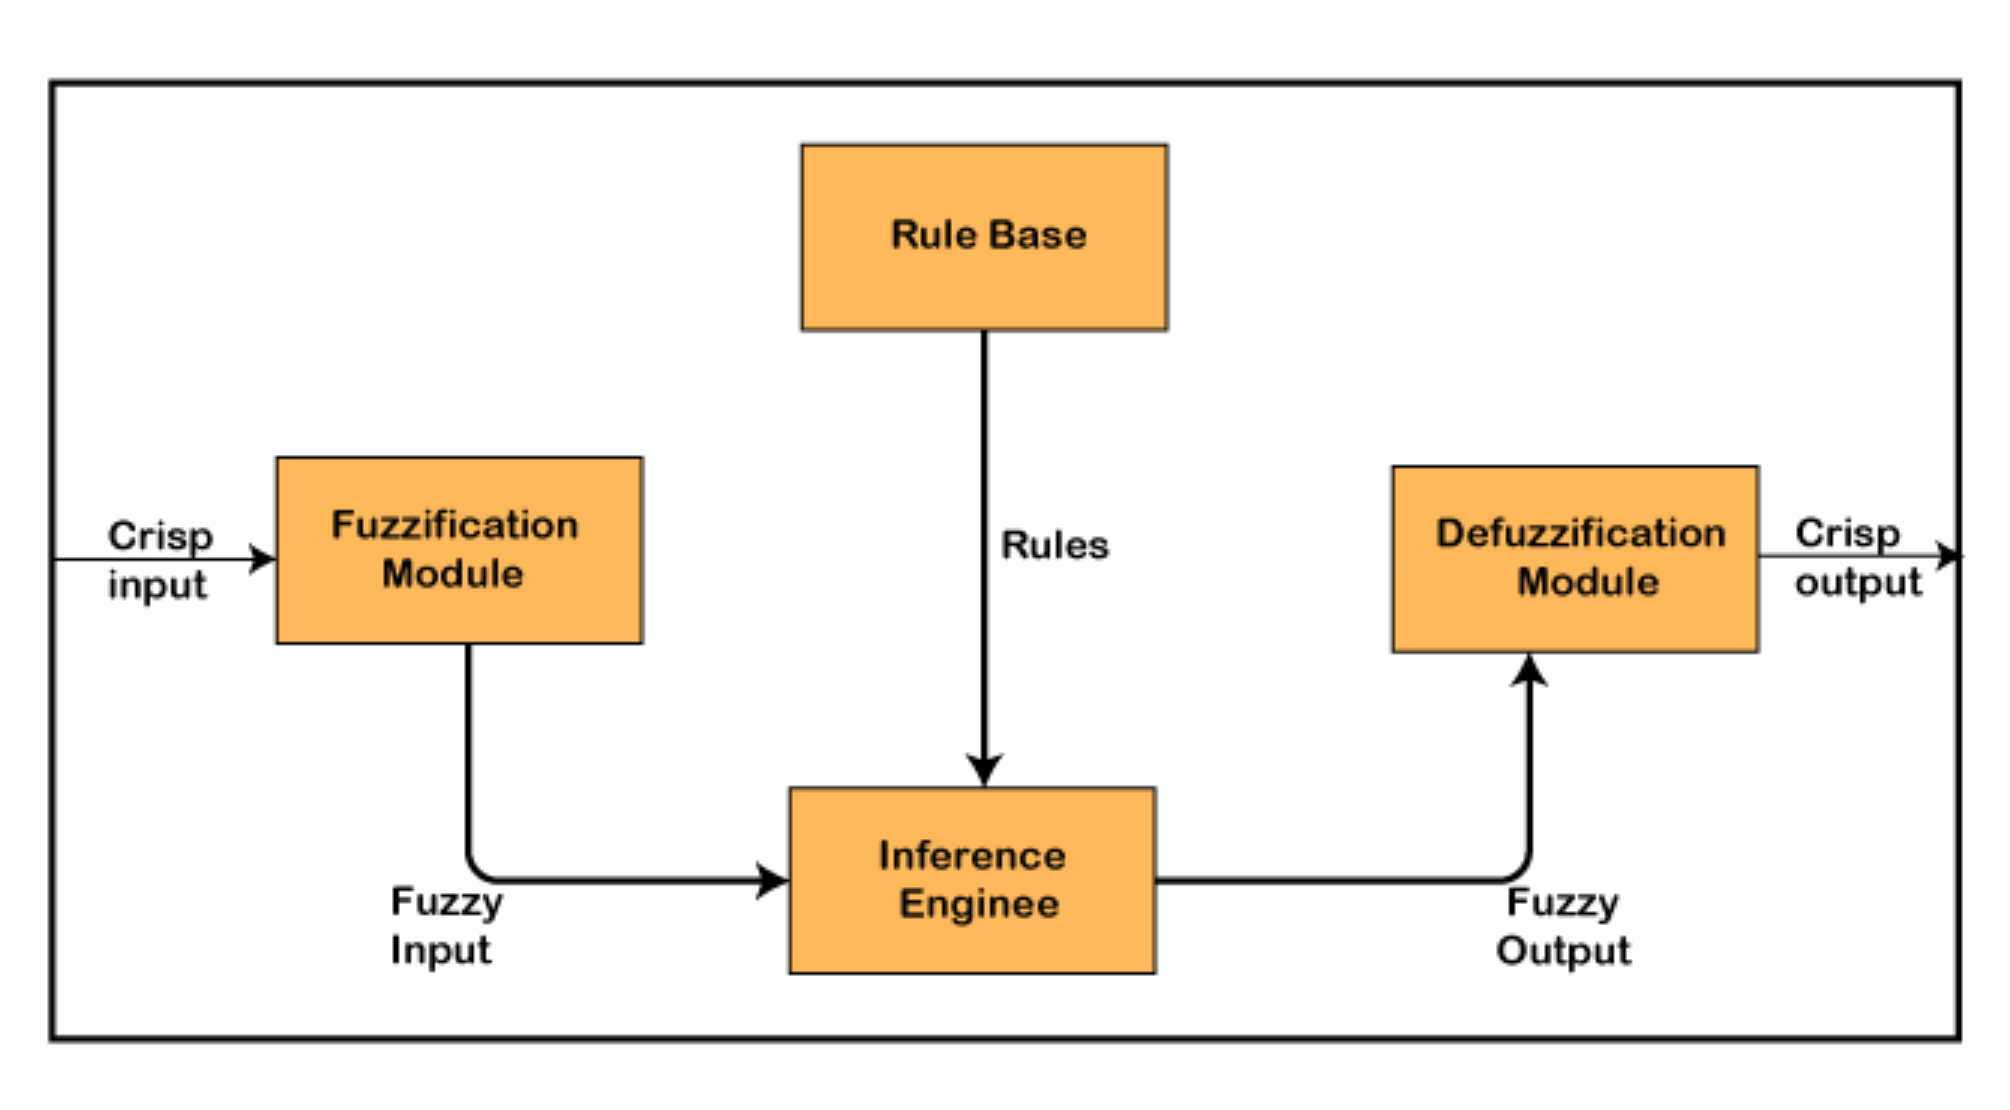 Rule Base
Crisp
input
Fuzzification
Module
Rules
Defuzzification
Module
Crisp
output
Fuzzy
Input
Inference
Enginee
Fuzzy
Output